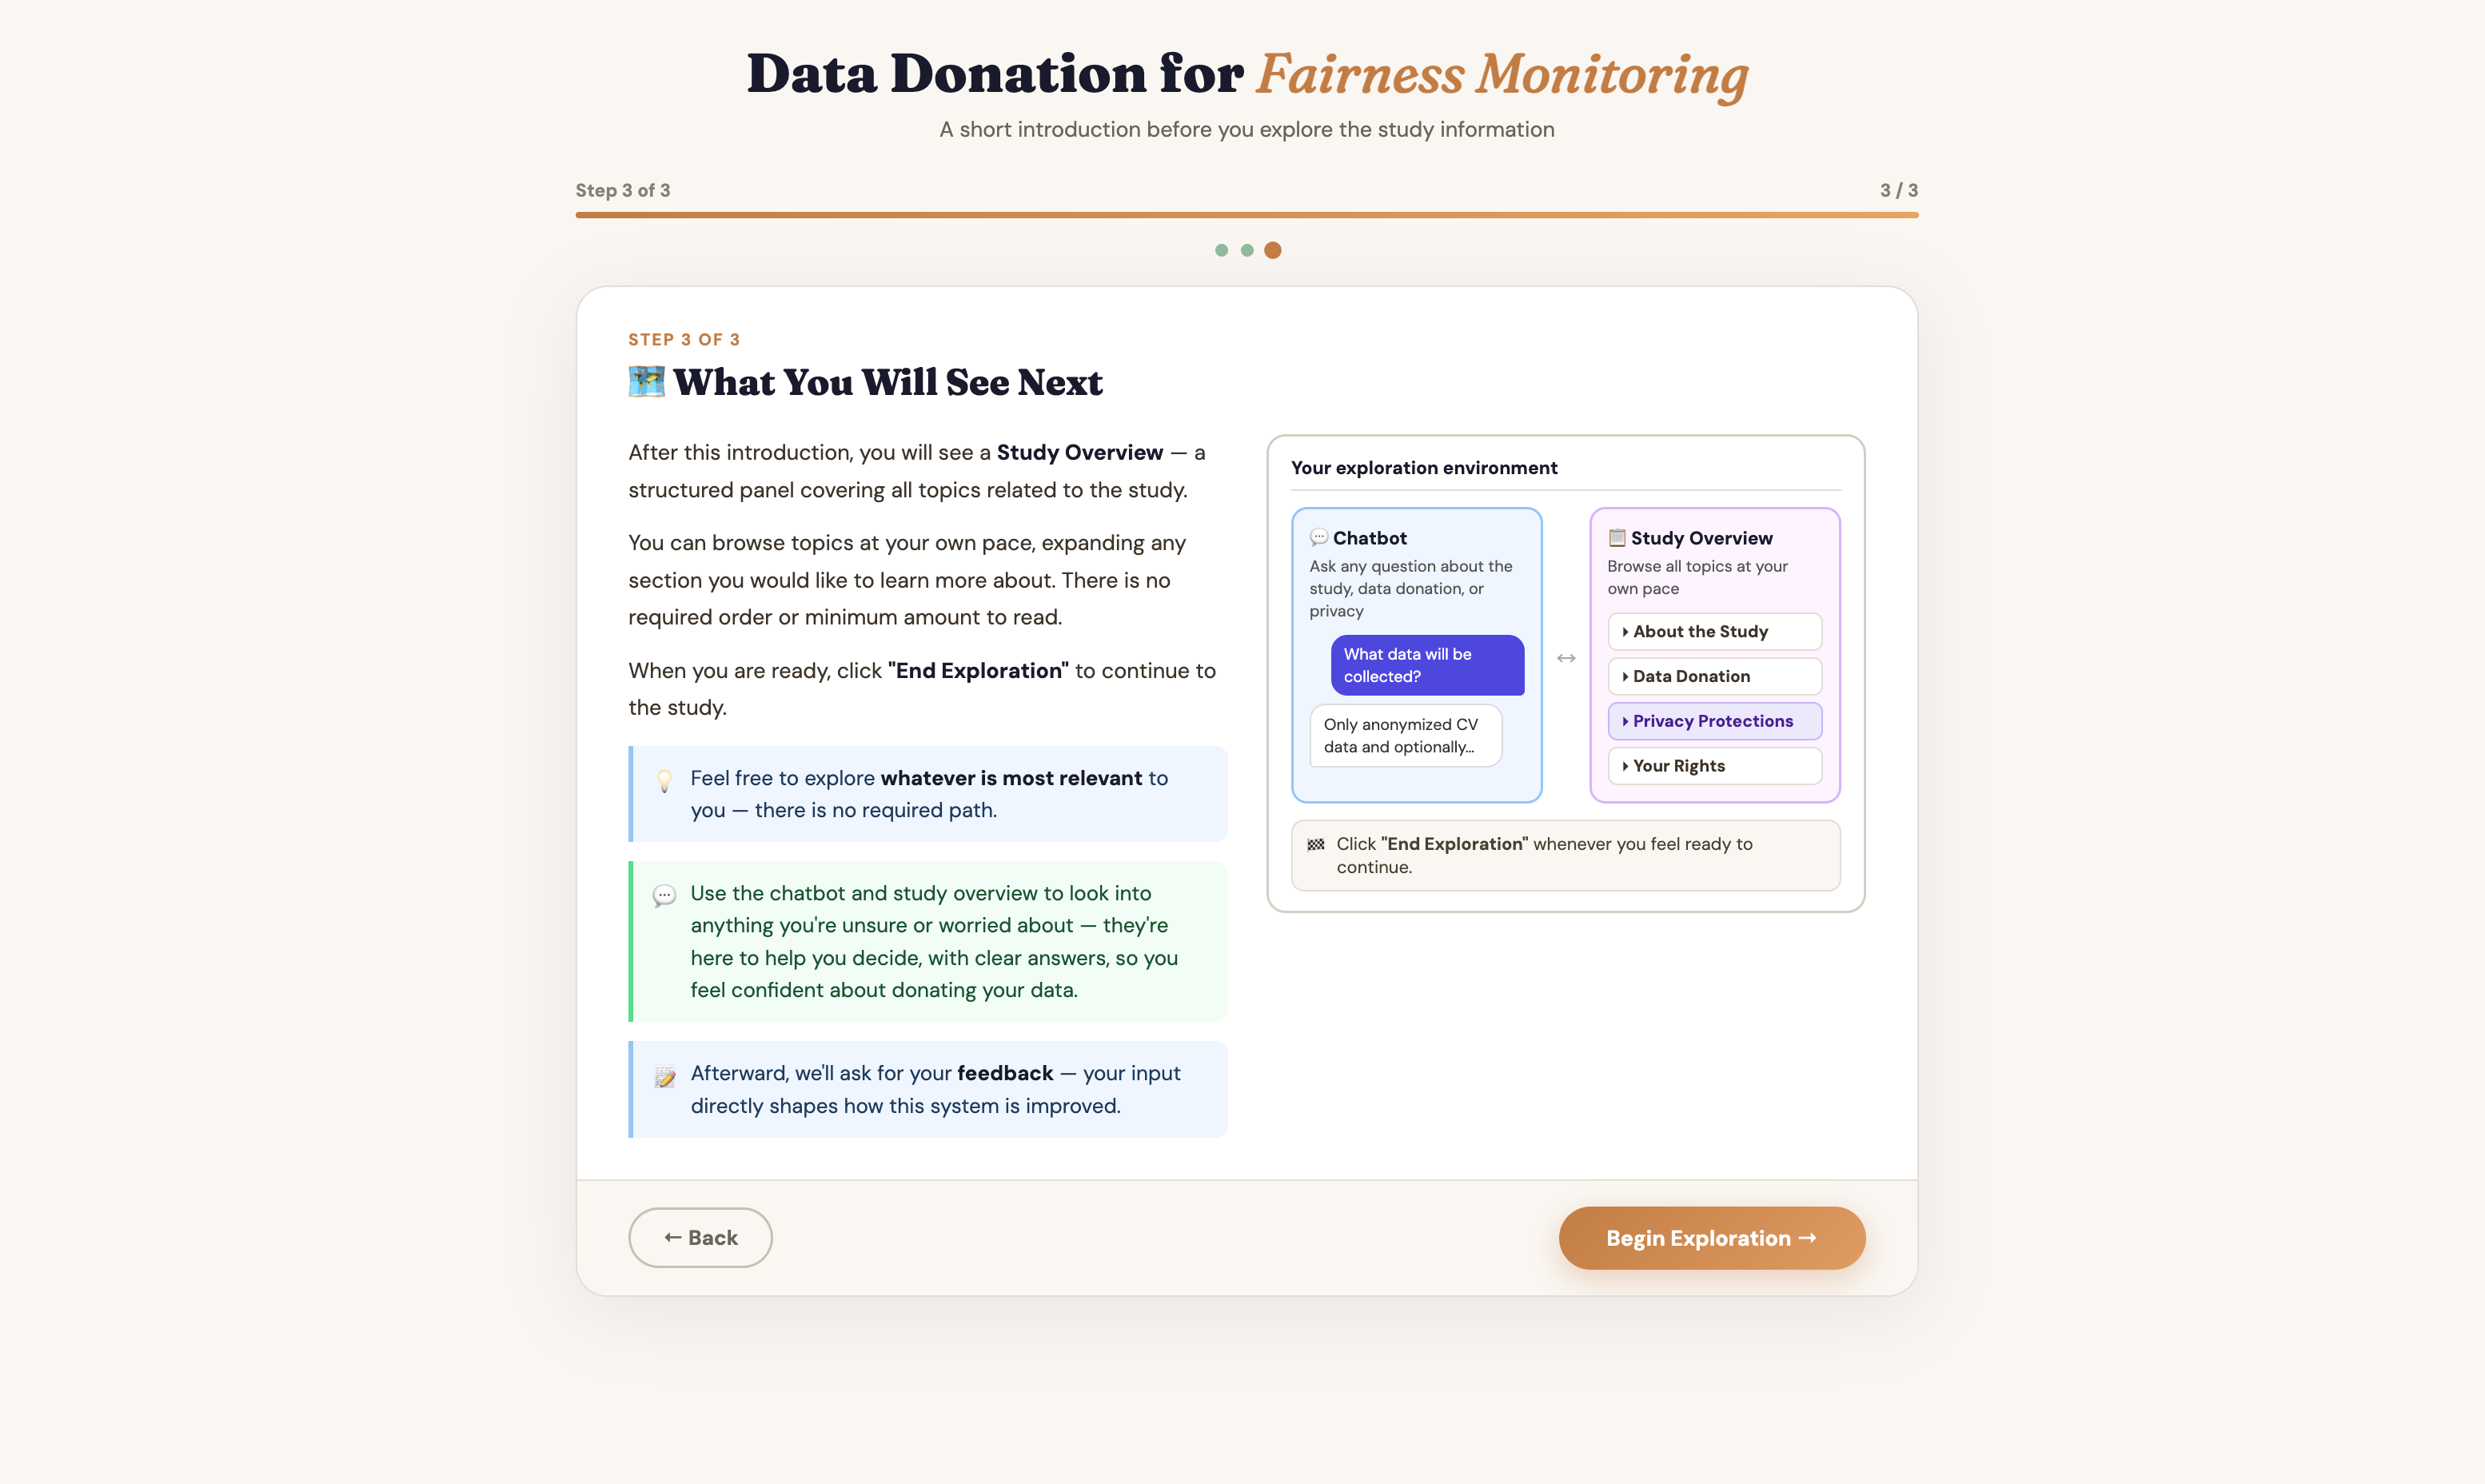 Data Donation for Fairness Monitoring
A short introduction before you explore the study information
Step 3 of 3
3 / 3
STEP 3 OF 3
What You Will See Next
After this introduction, you will see a Study Overview — a
structured panel covering all topics related to the study.
You can browse topics at your own pace, expanding any
section you would like to learn more about. There is no
required order or minimum amount to read.
When you are ready, click "End Exploration" to continue to
the study.
Feel free to explore whatever is most relevant to
you — there is no required path.
Use the chatbot and study overview to look into
anything you're unsure or worried about — they're
here to help you decide, with clear answers, so you
feel confident about donating your data.
Afterward, we'll ask for your feedback — your input
directly shapes how this system is improved.
Your exploration environment
Chatbot
Ask any question about the
study, data donation, or
privacy
What data will be
collected?
Only anonymized CV
data and optionally...
↔
Study Overview
Browse all topics at your
own pace
About the Study
Data Donation
Privacy Protections
Your Rights
Click "End Exploration" whenever you feel ready to
continue.
← Back
Begin Exploration →